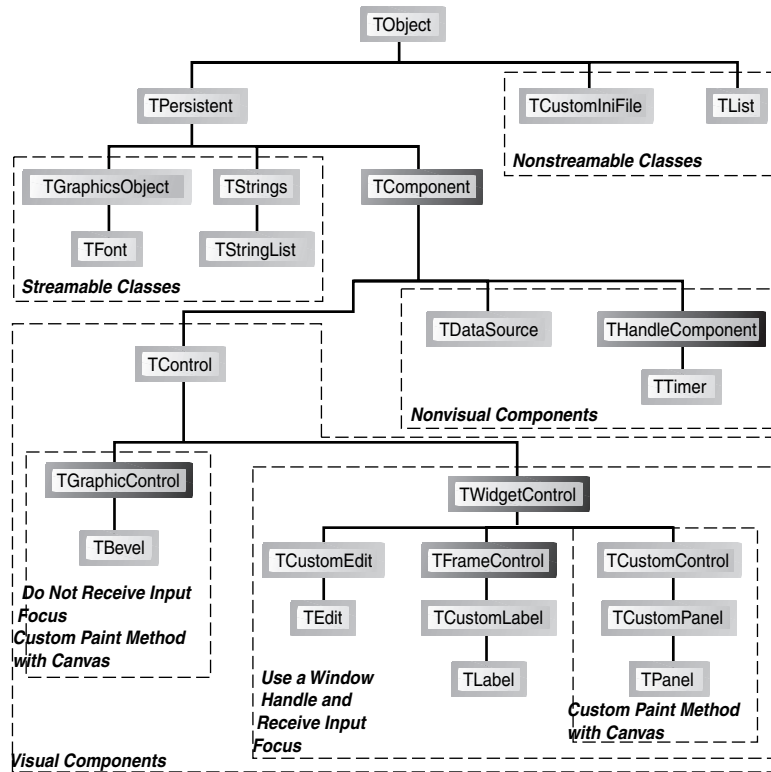 TObject
TPersistent
TCustomIniFile
TList
Nonstreamable Classes
TGraphicsObject
TStrings
TComponent
TFont
TStringList
Streamable Classes
TDataSource
THandleComponent
TControl
TTimer
Nonvisual Components
TGraphicControl
TWidgetControl
TBevel
TCustomEdit
TFrameControl
TCustomControl
Do Not Receive Input
Focus
Custom Paint Method
with Canvas
TEdit
TCustomLabel
TCustomPanel
TLabel
TPanel
Use a Window
Handle and
Receive Input
Focus
Custom Paint Method
with Canvas
Visual Components